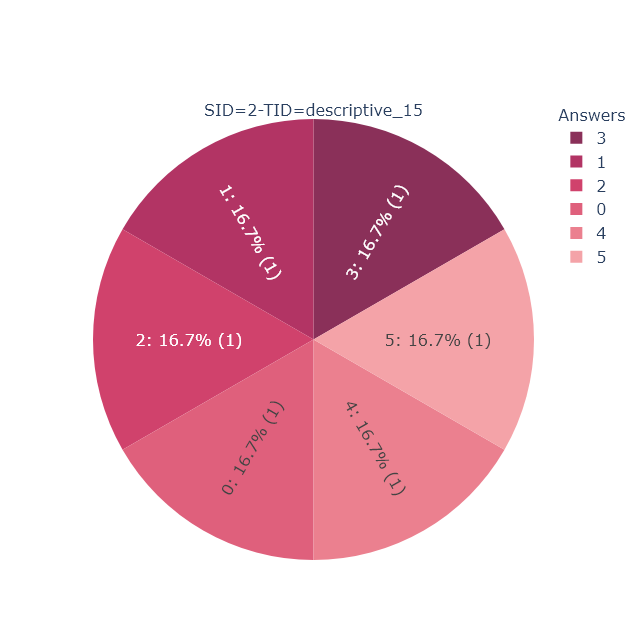 SID=2-TID=descriptive_15
Answers
3
1
2
0
4
5
1: 16.7% (1)
3: 16.7% (1)
2: 16.7% (1)
5: 16.7% (1)
0: 16.7% (1)
4: 16.7% (1)